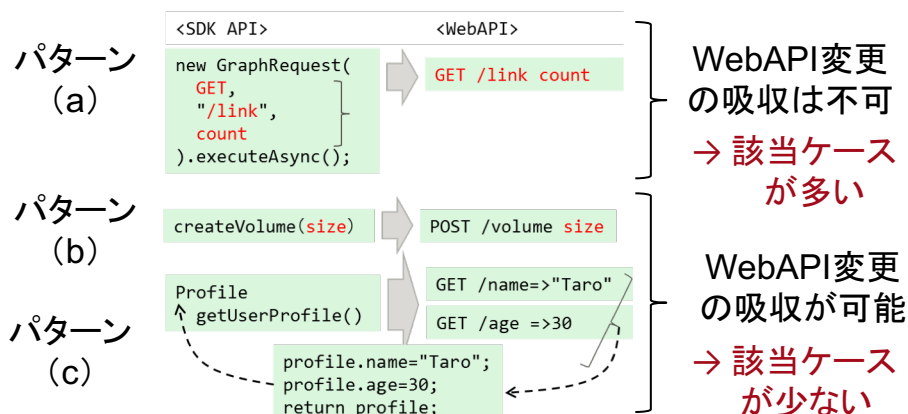 <SDK API>
<WebAPI>
パターン
（a）
new GraphRequest(
GET,
"/link",
count
).executeAsync();
GET /link count
WebAPI変更
の吸収は不可
→ 該当ケース
が多い
パターン
（b）
createVolume(size)
POST /volume size
パターン
（c）
Profile
getUserProfile()
GET /name=>"Taro"
GET /age =>30
profile.name="Taro";
profile.age=30;
return profile;
WebAPI変更
の吸収が可能
→ 該当ケース
が少ない